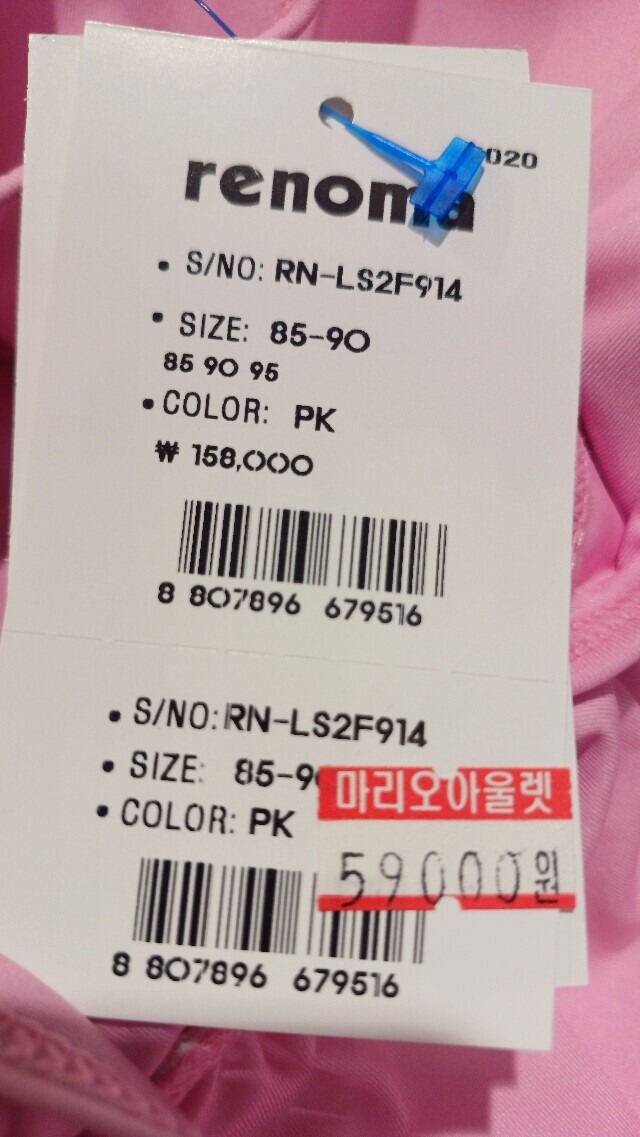 020
renoma
• S/NO: RN-LS2F914
• SIZE: 85-90
85 90 95
• COLOR: PK
₩ 158,000
8 807896 679516
• S/NO: RN-LS2F914
• SIZE: 85-9
마리오아울렛
• COLOR: PK
59000원
8 807896 679516